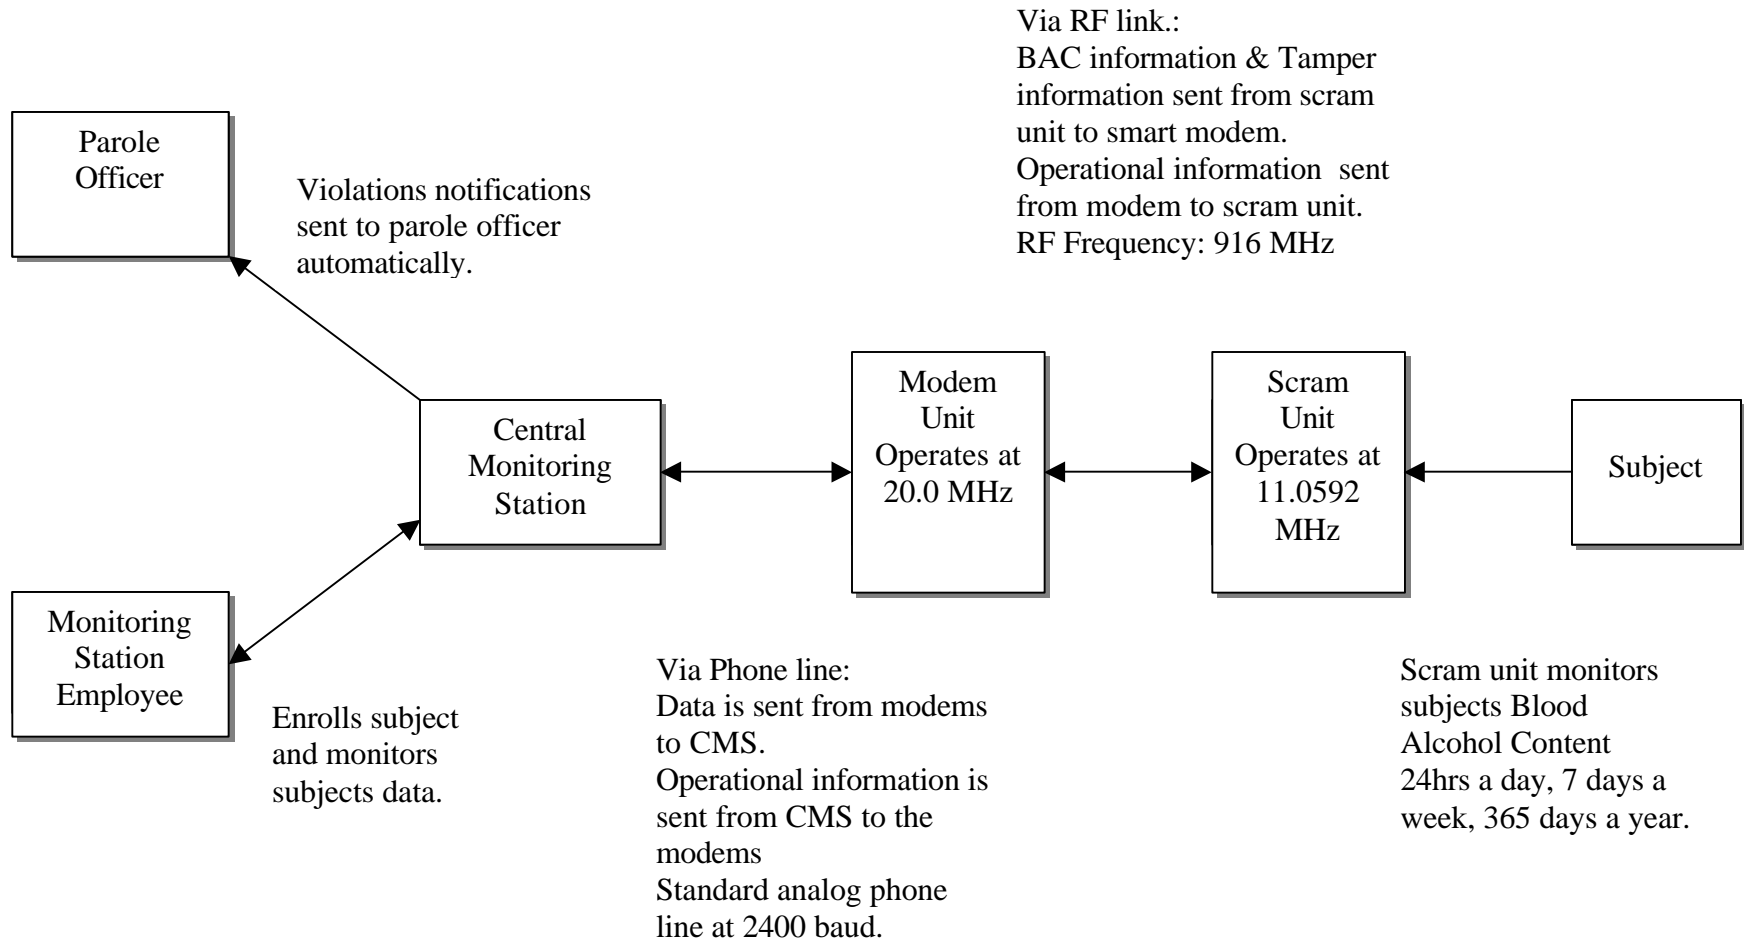 Via RF link.:
BAC information & Tamper
information sent from scram
unit to smart modem.
Operational information  sent
from modem to scram unit.
RF Frequency: 916 MHz
Parole
Officer
Violations notifications
sent to parole officer
automatically.
Central
Monitoring
Station
Modem
Unit
Operates at
20.0 MHz
Scram
Unit
Operates at
11.0592
MHz
Subject
Monitoring
Station
Employee
Enrolls subject
and monitors
subjects data.
Via Phone line:
Data is sent from modems
to CMS.
Operational information is
sent from CMS to the
modems
Standard analog phone
line at 2400 baud.
Scram unit monitors
subjects Blood
Alcohol Content
24hrs a day, 7 days a
week, 365 days a year.